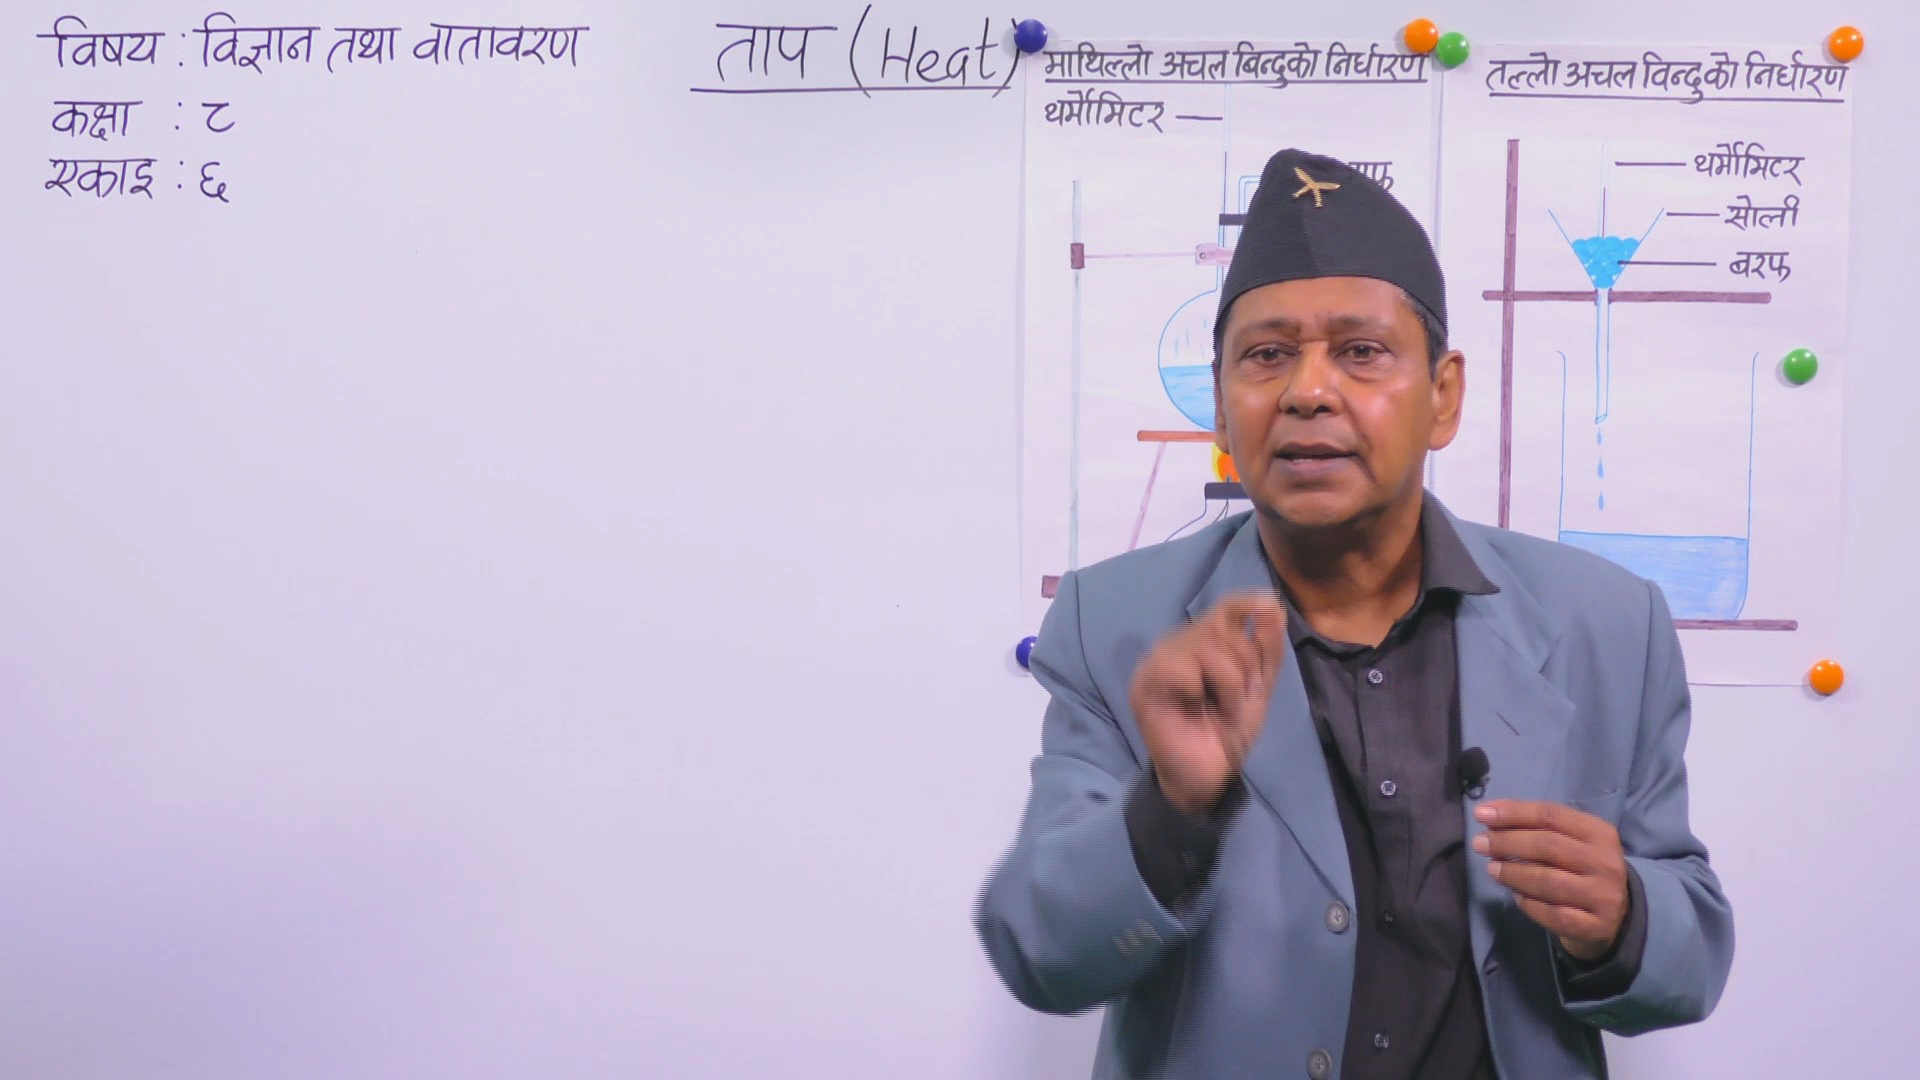 विषय : विज्ञान तथा वातावरण
कक्षा : ८
एकाइ : ६
ताप (Heat)
माथिल्लो अचल बिन्दुको निर्धारण
थर्मोमिटर
तल्लो अचल विन्दुको निर्धारण
थर्मोमिटर
सोली
बरफ